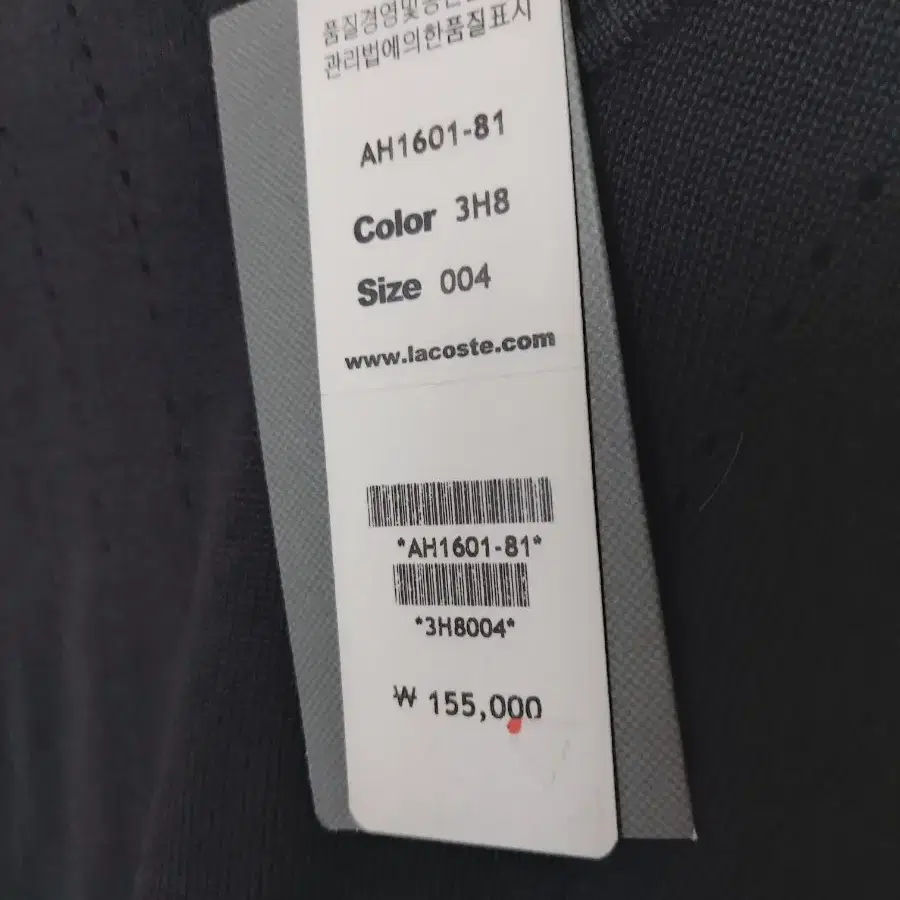 품질경영및공산
관리법에의한품질표시
AH1601-81
Color 3H8
Size 004
www.lacoste.com
*AH1601-81*
*3H8004*
₩ 155,000